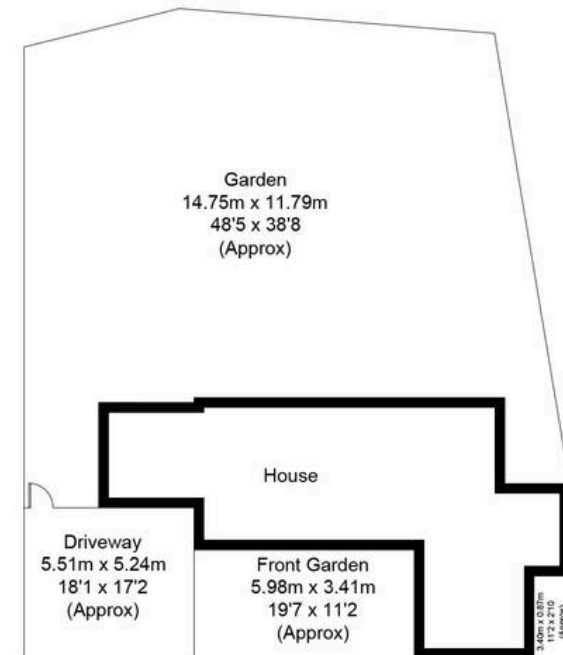 Garden
14.75m x 11.79m
48'5 x 38'8
(Approx)
House
Driveway
5.51m x 5.24m
18'1 x 17'2
(Approx)
Front Garden
5.98m x 3.41m
19'7 x 11'2
(Approx)
3.40m x 0.87m
11'2 x 2'10
(Approx)